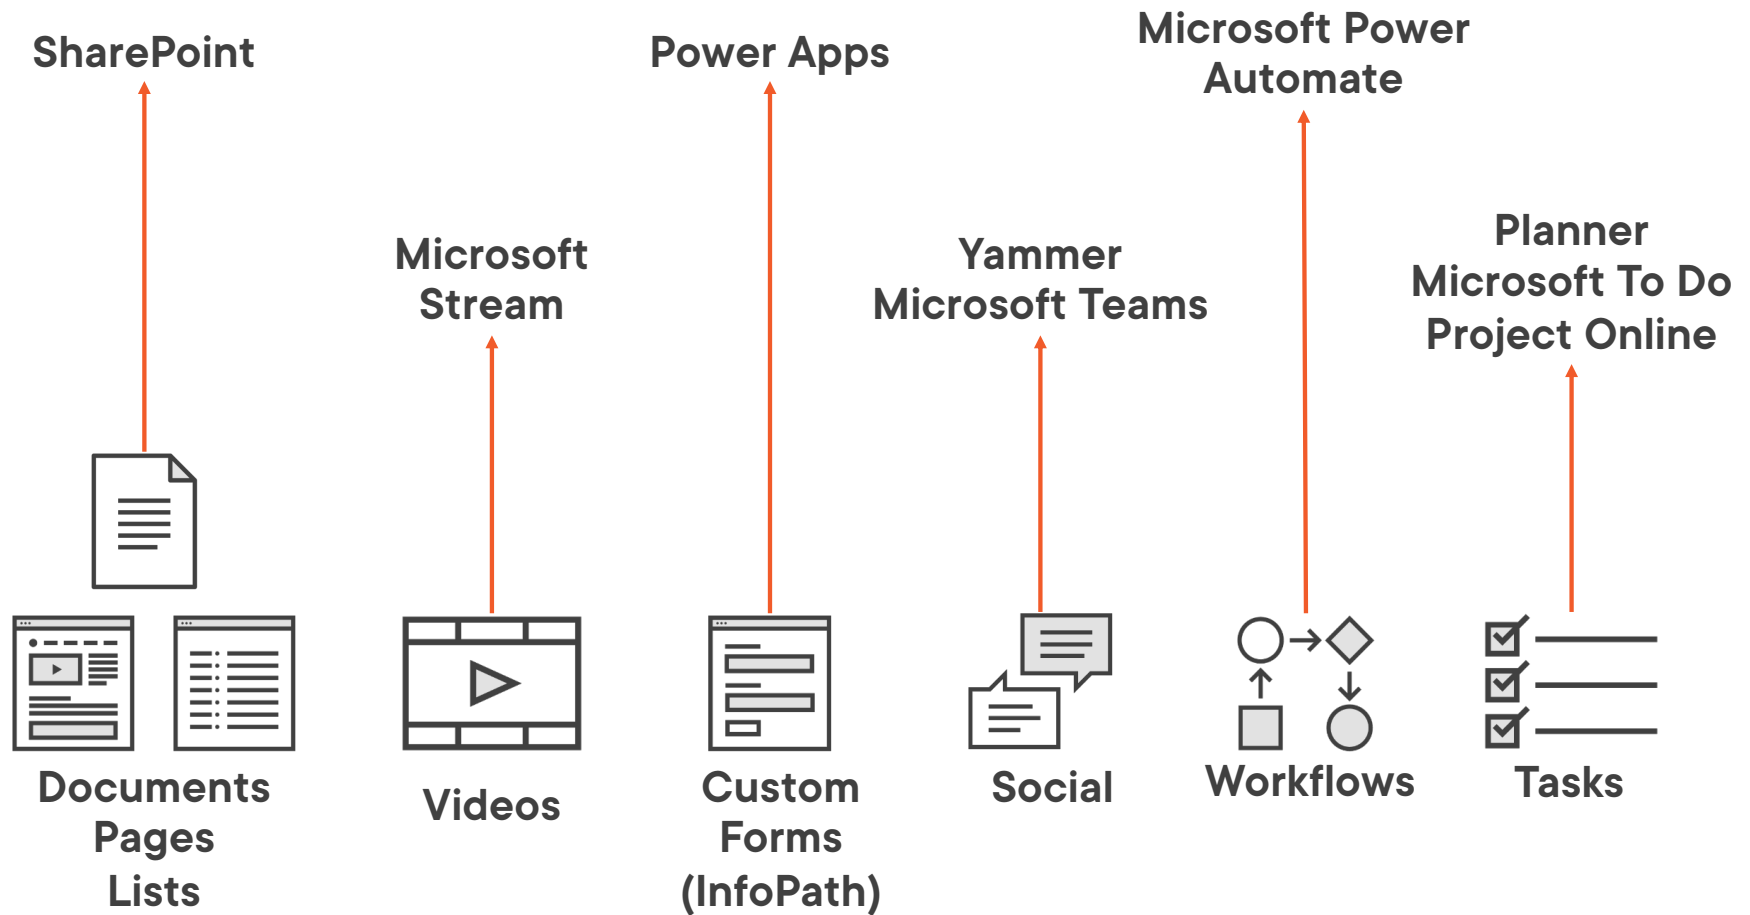 SharePoint
Power Apps
Microsoft Power
Automate
Microsoft
Stream
Yammer
Microsoft Teams
Planner
Microsoft To Do
Project Online
Documents
Pages
Lists
Videos
Custom
Forms
(InfoPath)
Social
Workflows
Tasks